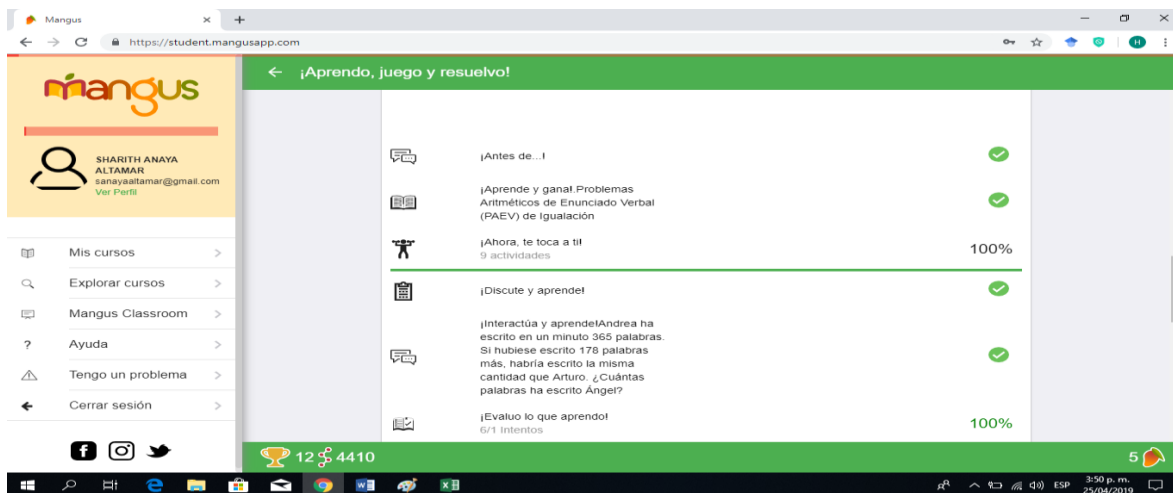 Mangus
https://student.mangusapp.com
H
mangus
SHARITH ANAYA
ALTAMAR
sanayaaltamar@gmail.com
Ver Perfil
Mis cursos
Explorar cursos
Mangus Classroom
Ayuda
Tengo un problema
Cerrar sesión
¡Aprendo, juego y resuelvo!
¡Antes de...!
¡Aprende y gana!.Problemas
Aritméticos de Enunciado Verbal
(PAEV) de Igualación
¡Ahora, te toca a ti!
9 actividades
100%
¡Discute y aprende!
¡Interactúa y aprende!Andrea ha
escrito en un minuto 365 palabras.
Si hubiese escrito 178 palabras
más, habría escrito la misma
cantidad que Arturo. ¿Cuántas
palabras ha escrito Ángel?
¡Evaluo lo que aprendo!
6/1 Intentos
100%
12 4410
5
ESP
3:50 p. m.
25/04/2019